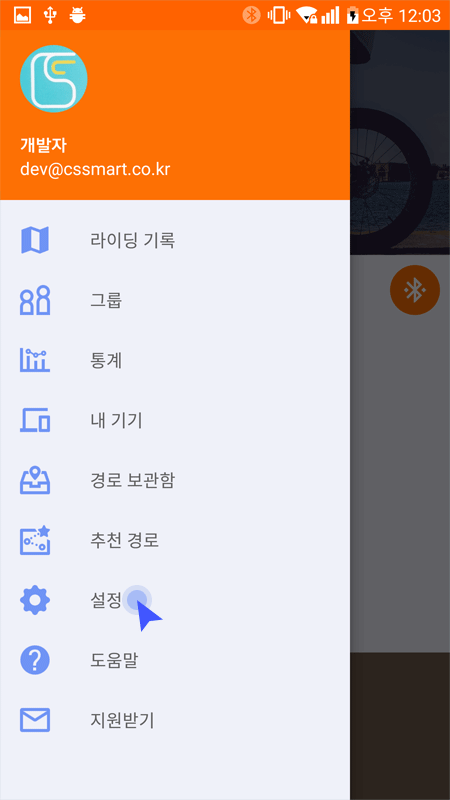 오후 12:03
개발자
dev@cssmart.co.kr
라이딩 기록
그룹
통계
내 기기
경로 보관함
추천 경로
설정
도움말
지원받기